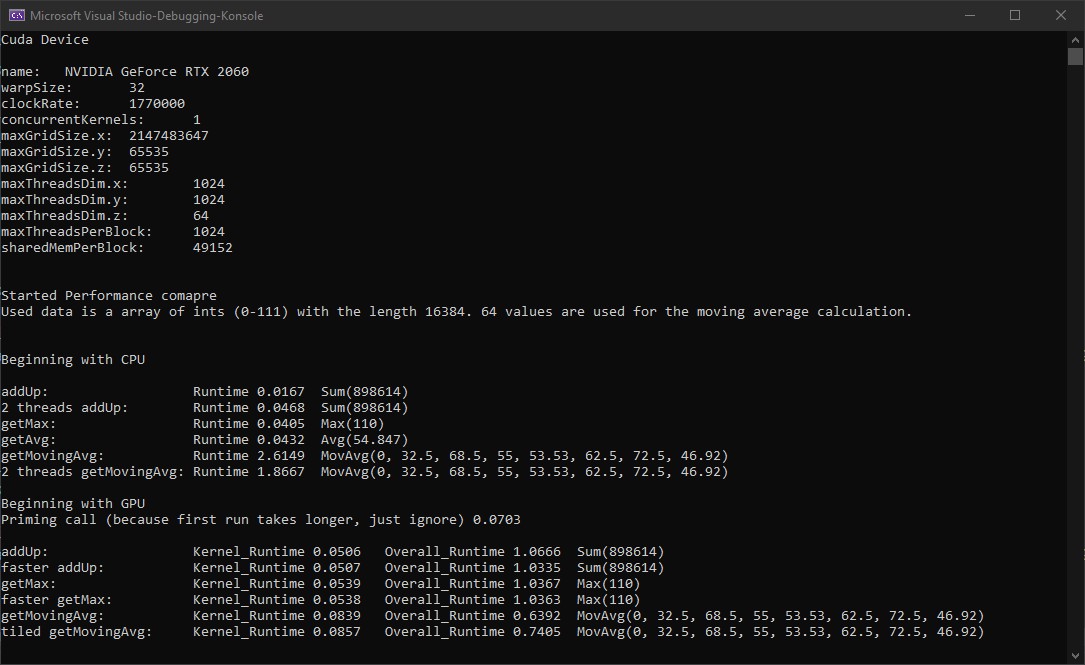 Microsoft Visual Studio-Debugging-Konsole
Cuda Device
name: NVIDIA GeForce RTX 2060
warpSize: 32
clockRate: 1770000
concurrentKernels: 1
maxGridSize.x: 2147483647
maxGridSize.y: 65535
maxGridSize.z: 65535
maxThreadsDim.x: 1024
maxThreadsDim.y: 1024
maxThreadsDim.z: 64
maxThreadsPerBlock: 1024
sharedMemPerBlock: 49152
Started Performance comapre
Used data is a array of ints (0-111) with the length 16384. 64 values are used for the moving average calculation.
Beginning with CPU
addUp: Runtime 0.0167 Sum(898614)
2 threads addUp: Runtime 0.0468 Sum(898614)
getMax: Runtime 0.0405 Max(110)
getAvg: Runtime 0.0432 Avg(54.847)
getMovingAvg: Runtime 2.6149 MovAvg(0, 32.5, 68.5, 55, 53.53, 62.5, 72.5, 46.92)
2 threads getMovingAvg: Runtime 1.8667 MovAvg(0, 32.5, 68.5, 55, 53.53, 62.5, 72.5, 46.92)
Beginning with GPU
Priming call (because first run takes longer, just ignore) 0.0703
addUp: Kernel_Runtime 0.0506 Overall_Runtime 1.0666 Sum(898614)
faster addUp: Kernel_Runtime 0.0507 Overall_Runtime 1.0335 Sum(898614)
getMax: Kernel_Runtime 0.0539 Overall_Runtime 1.0367 Max(110)
faster getMax: Kernel_Runtime 0.0538 Overall_Runtime 1.0363 Max(110)
getMovingAvg: Kernel_Runtime 0.0839 Overall_Runtime 0.6392 MovAvg(0, 32.5, 68.5, 55, 53.53, 62.5, 72.5, 46.92)
tiled getMovingAvg: Kernel_Runtime 0.0857 Overall_Runtime 0.7405 MovAvg(0, 32.5, 68.5, 55, 53.53, 62.5, 72.5, 46.92)